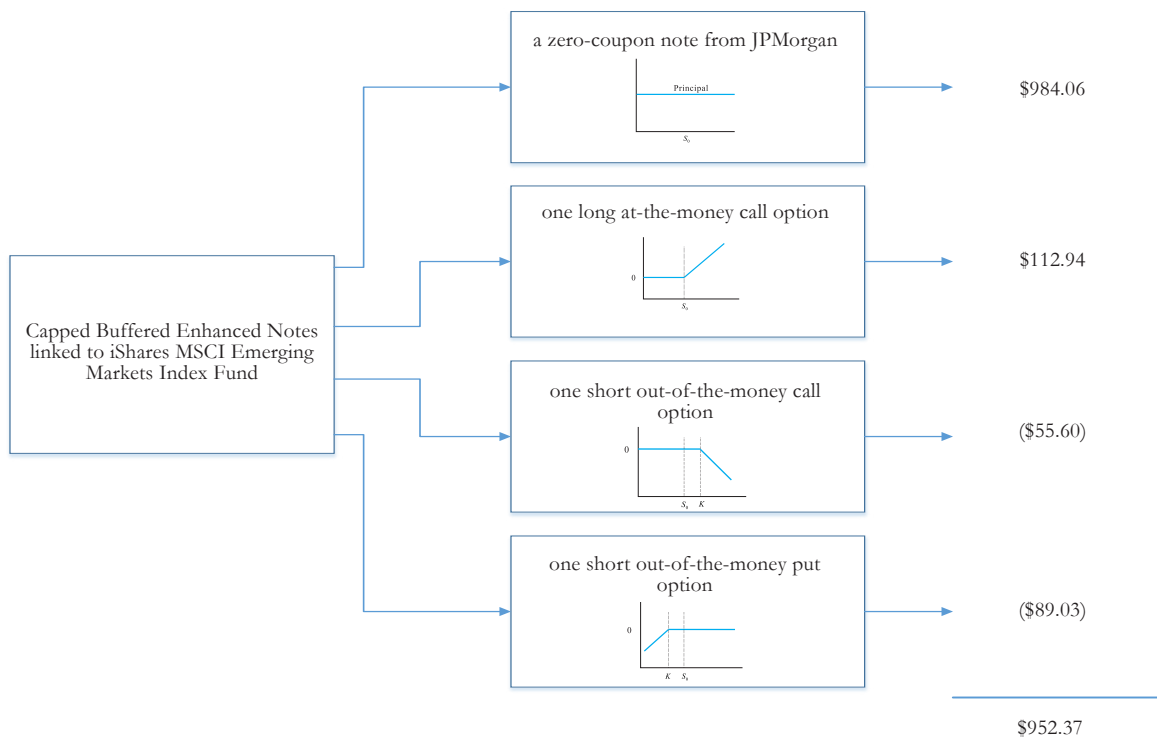 a zero-coupon note from JPMorgan
Principal
S₀
$984.06
one long at-the-money call option
0
S₀
$112.94
Capped Buffered Enhanced Notes
linked to iShares MSCI Emerging
Markets Index Fund
one short out-of-the-money call
option
0
S₀ K
($55.60)
one short out-of-the-money put
option
0
K S₀
($89.03)
$952.37